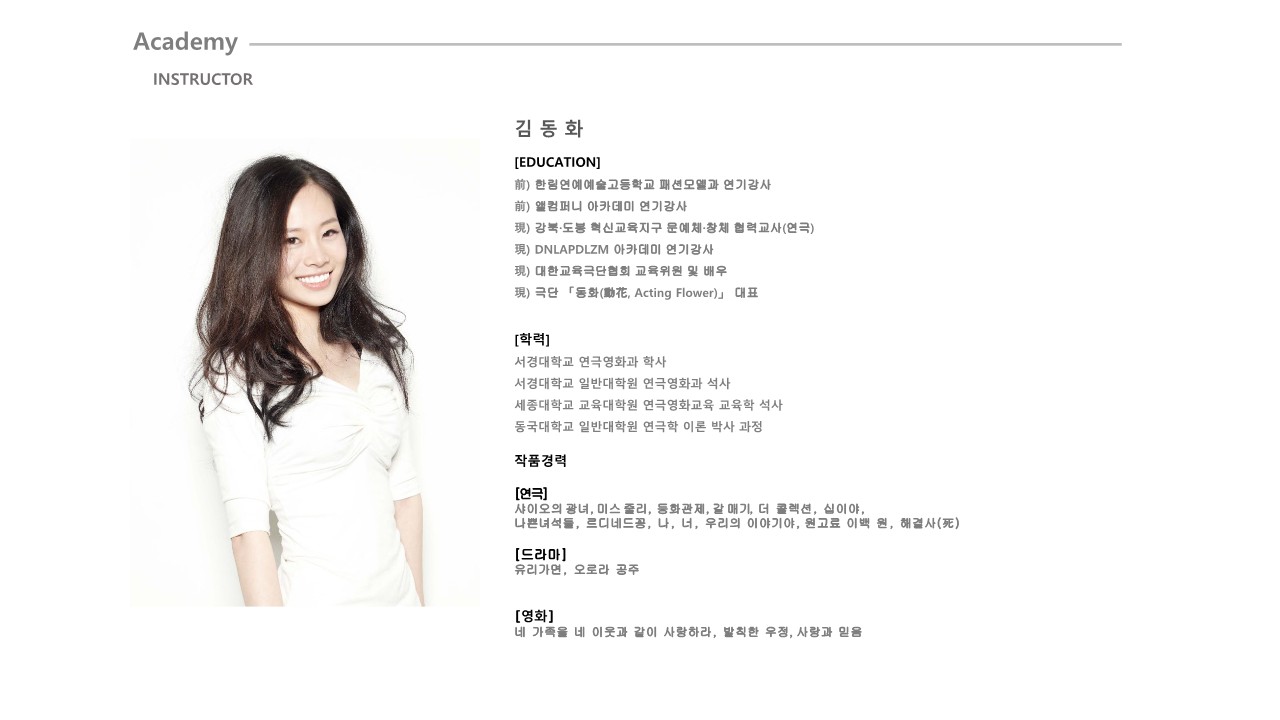 Academy
INSTRUCTOR
김 동 화
[EDUCATION]
前) 한림연예예술고등학교 패션모델과 연기강사
前) 앨컴퍼니 아카데미 연기강사
現) 강북·도봉 혁신교육지구 문예체·창체 협력교사(연극)
現) DNLAPDLZM 아카데미 연기강사
現) 대한교육극단협회 교육위원 및 배우
現) 극단 「동화(動花, Acting Flower)」 대표
[학력]
서경대학교 연극영화과 학사
서경대학교 일반대학원 연극영화과 석사
세종대학교 교육대학원 연극영화교육 교육학 석사
동국대학교 일반대학원 연극학 이론 박사 과정
작품경력
[연극]
샤이오의 광녀, 미스 줄리, 동화관제, 갈 매기, 더 콜렉션, 십이야,
나쁜녀석들, 르디네드꽁, 나, 너, 우리의 이야기야, 원고료 이백 원, 해결사(死)
[드라마]
유리가면, 오로라 공주
[영화]
네 가족을 네 이웃과 같이 사랑하라, 발칙한 우정, 사랑과 믿음